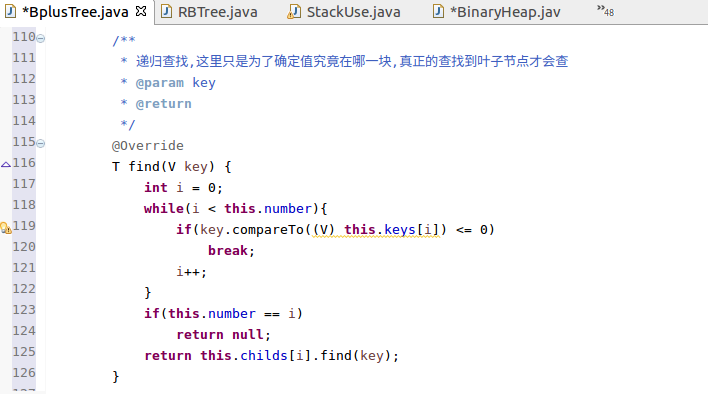 *BplusTree.java RBTree.java StackUse.java *BinaryHeap.jav »48
110 /**
111 * 递归查找,这里只是为了确定值究竟在哪一块,真正的查找到叶子节点才会查
112 * @param key
113 * @return
114 */
115 @Override
116 T find(V key) {
117 int i = 0;
118 while(i < this.number){
119 if(key.compareTo((V) this.keys[i]) <= 0)
120 break;
121 i++;
122 }
123 if(this.number == i)
124 return null;
125 return this.childs[i].find(key);
126 }
127